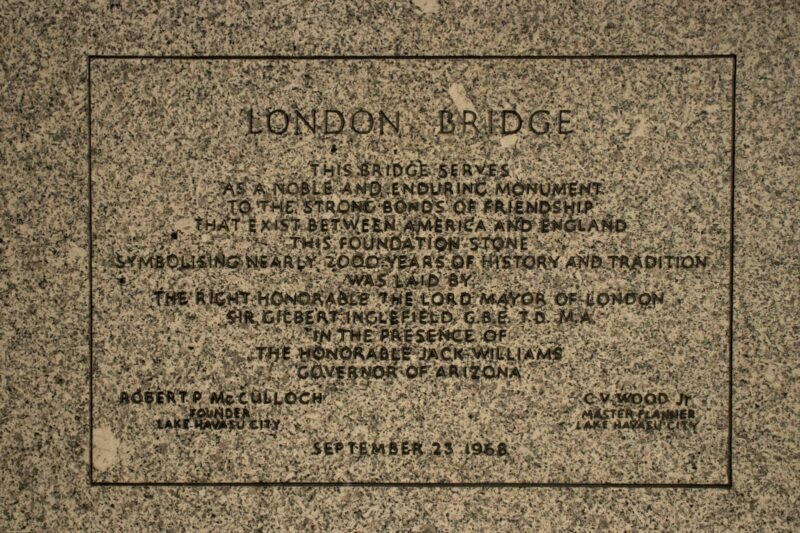 LONDON BRIDGE
THIS BRIDGE SERVES
AS A NOBLE AND ENDURING MONUMENT
TO THE STRONG BONDS OF FRIENDSHIP
THAT EXIST BETWEEN AMERICA AND ENGLAND
THIS FOUNDATION STONE
SYMBOLISING NEARLY 2000 YEARS OF HISTORY AND TRADITION
WAS LAID BY
THE RIGHT HONORABLE THE LORD MAYOR OF LONDON
SIR GILBERT INGLEFIELD G.B.E. T.D. M.A.
IN THE PRESENCE OF
THE HONORABLE JACK WILLIAMS
GOVERNOR OF ARIZONA
ROBERT P. McCULLOCH
FOUNDER
LAKE HAVASU CITY
C.V. WOOD Jr
MASTER PLANNER
LAKE HAVASU CITY
SEPTEMBER 23 1968